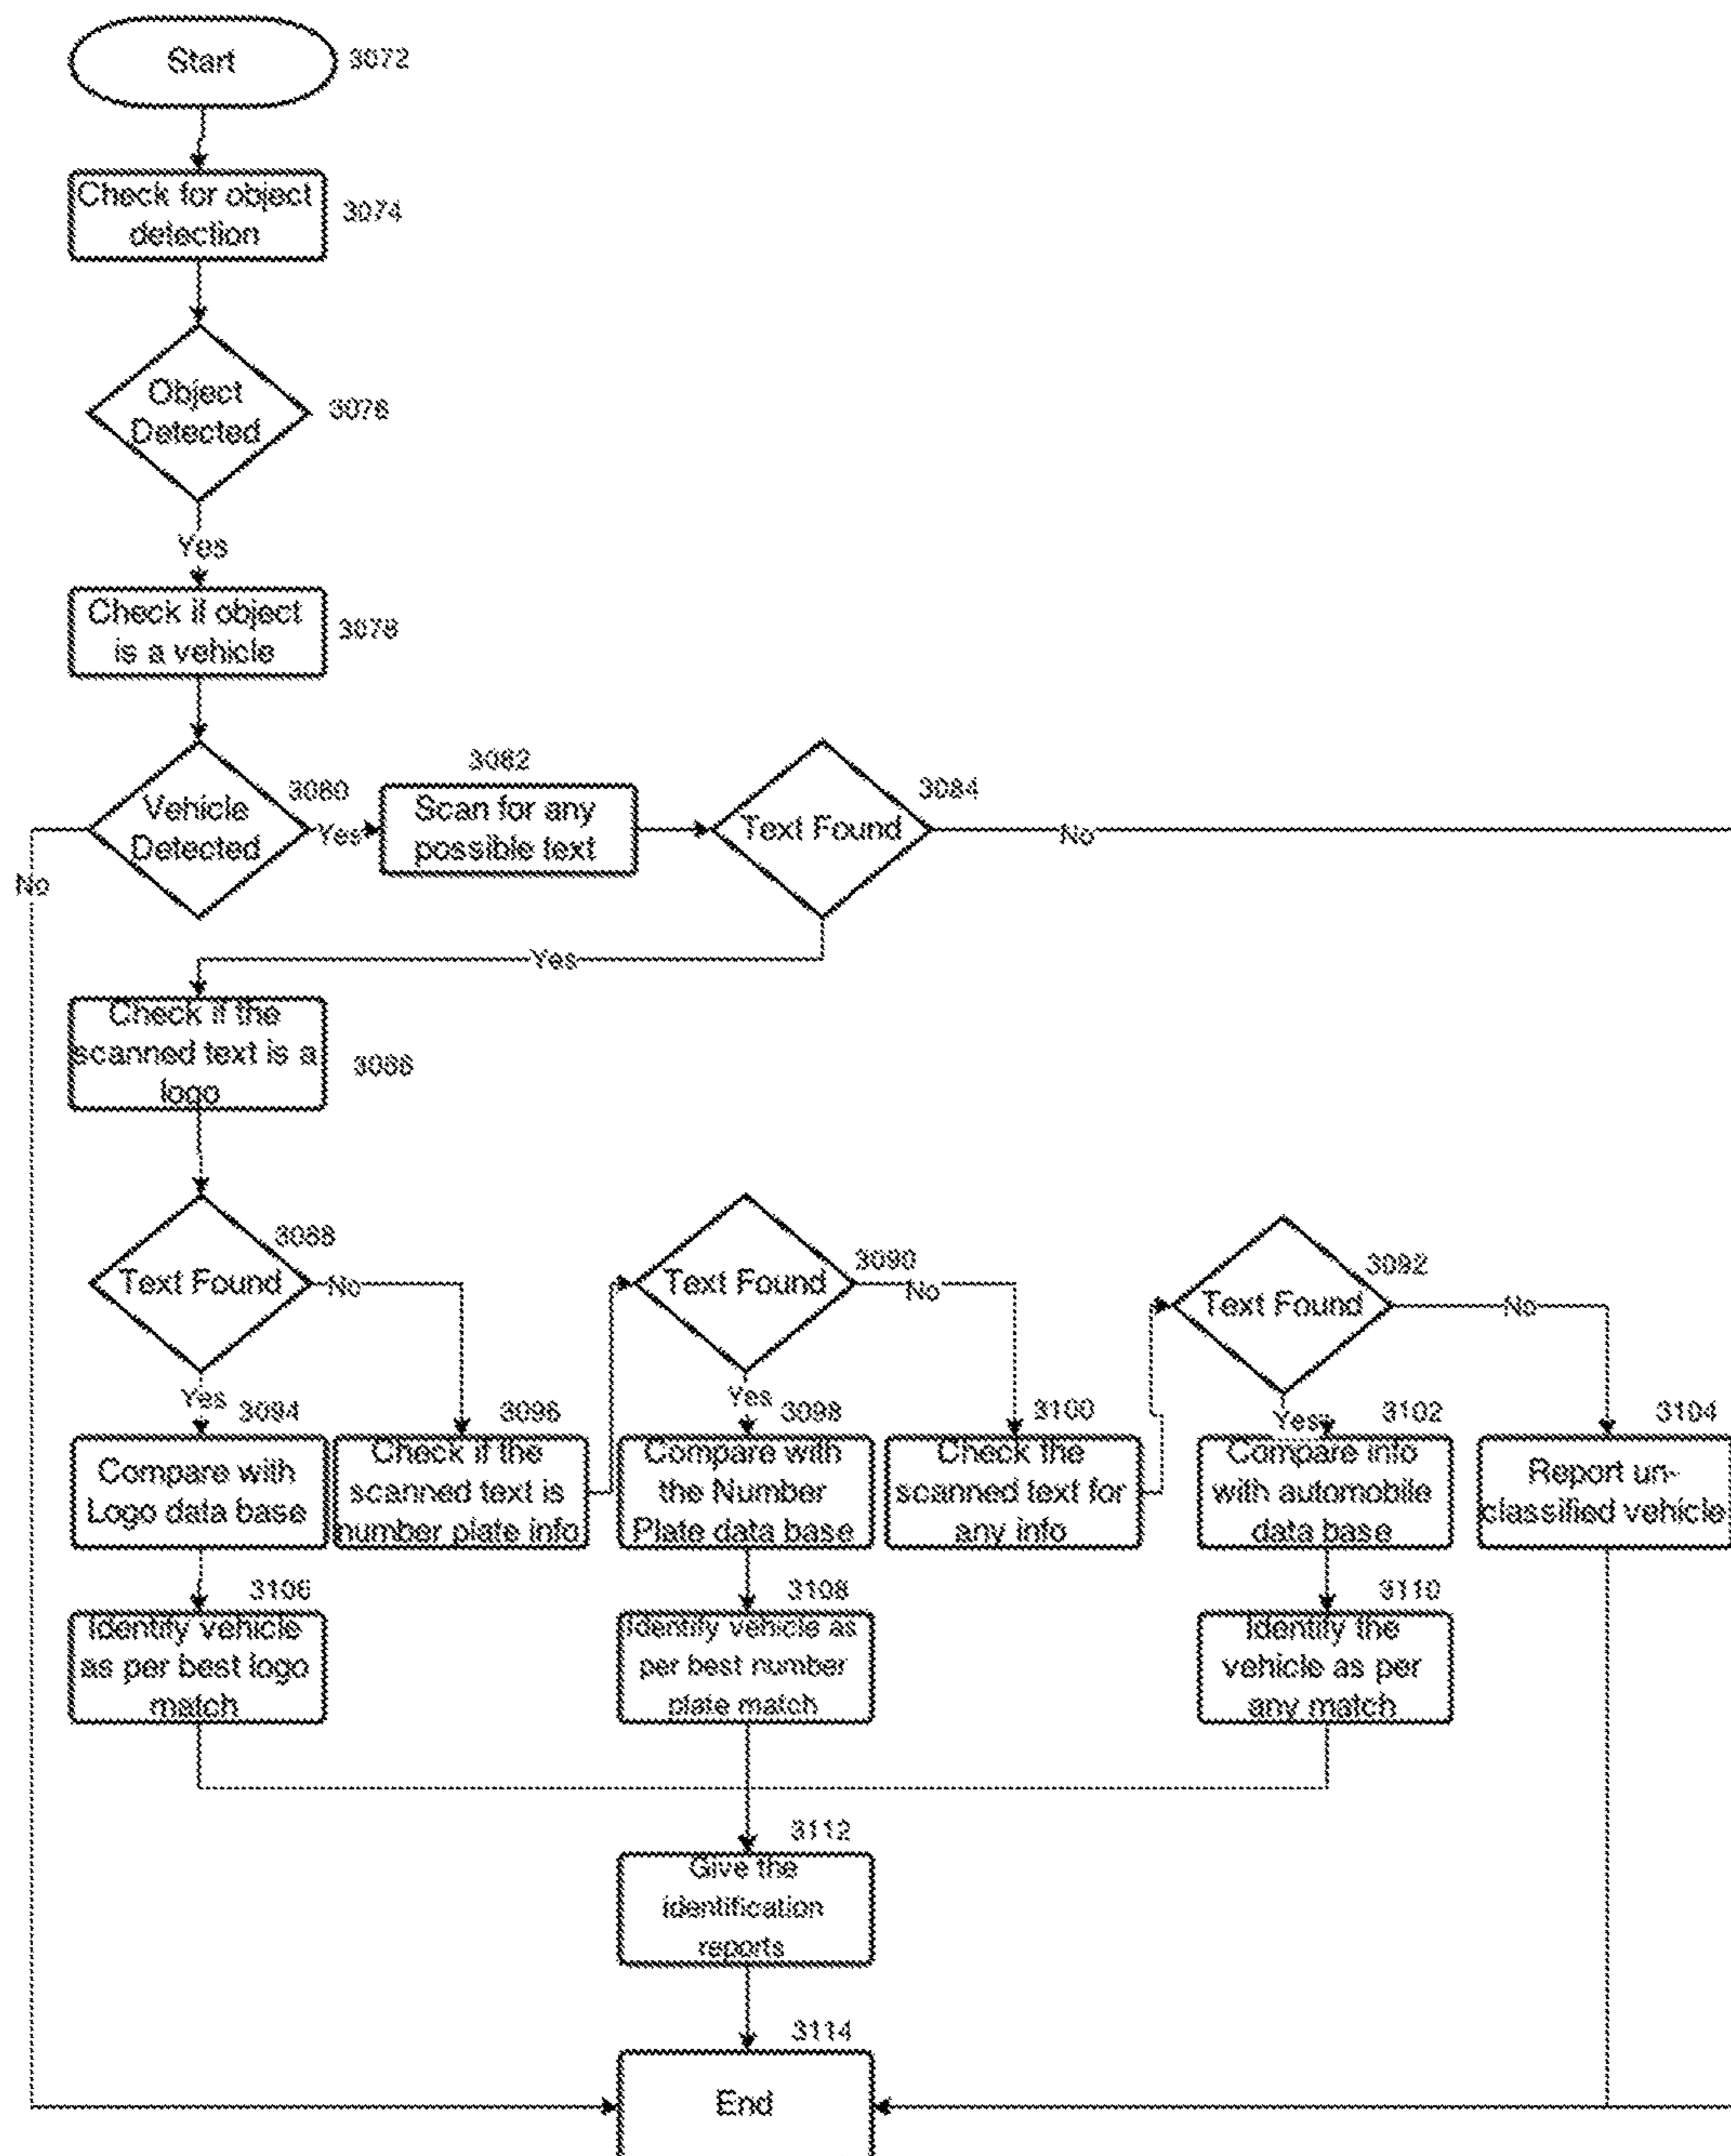 Start
3072
Check for object
detection
3074
Object
Detected
3076
Yes
Check if object
is a vehicle
3078
Vehicle
Detected
3080
No
Yes
3082
Scan for any
possible text
Text Found
3084
No
Yes
Check if the
scanned text is a
logo
3086
Text Found
3088
No
Text Found
3090
No
Text Found
3092
No
Yes
3094
Compare with
Logo data base
3096
Check if the
scanned text is
number plate info
Yes
3098
Compare with
the Number
Plate data base
3100
Check the
scanned text for
any info
Yes
3102
Compare info
with automobile
data base
3104
Report un-
classified vehicle
3106
Identify vehicle
as per best logo
match
3108
Identify vehicle as
per best number
plate match
3110
Identify the
vehicle as per
any match
3112
Give the
identification
reports
3114
End